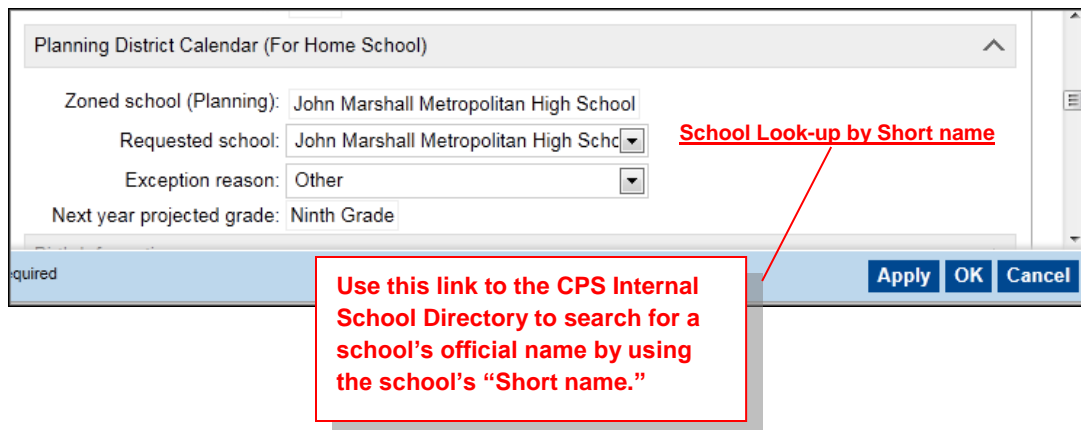 Planning District Calendar (For Home School)
Zoned school (Planning): John Marshall Metropolitan High School
Requested school: John Marshall Metropolitan High Schc
School Look-up by Short name
Exception reason: Other
Next year projected grade: Ninth Grade
equired
Apply OK Cancel
Use this link to the CPS Internal
School Directory to search for a
school’s official name by using
the school’s “Short name.”